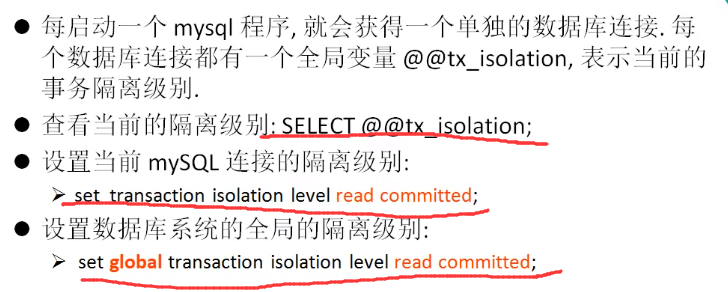 ● 每启动一个 mysql 程序, 就会获得一个单独的数据库连接. 每
个数据库连接都有一个全局变量 @@tx_isolation, 表示当前的
事务隔离级别.
● 查看当前的隔离级别: SELECT @@tx_isolation;
● 设置当前 mySQL 连接的隔离级别:
➢ set transaction isolation level read committed;
● 设置数据库系统的全局的隔离级别:
➢ set global transaction isolation level read committed;